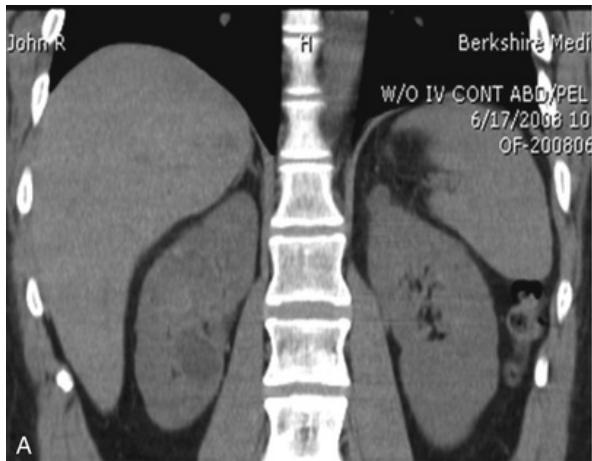 John R
H
Berkshire Medi
W/O IV CONT ABD/PEL
6/17/2008 10
OF-200806
A